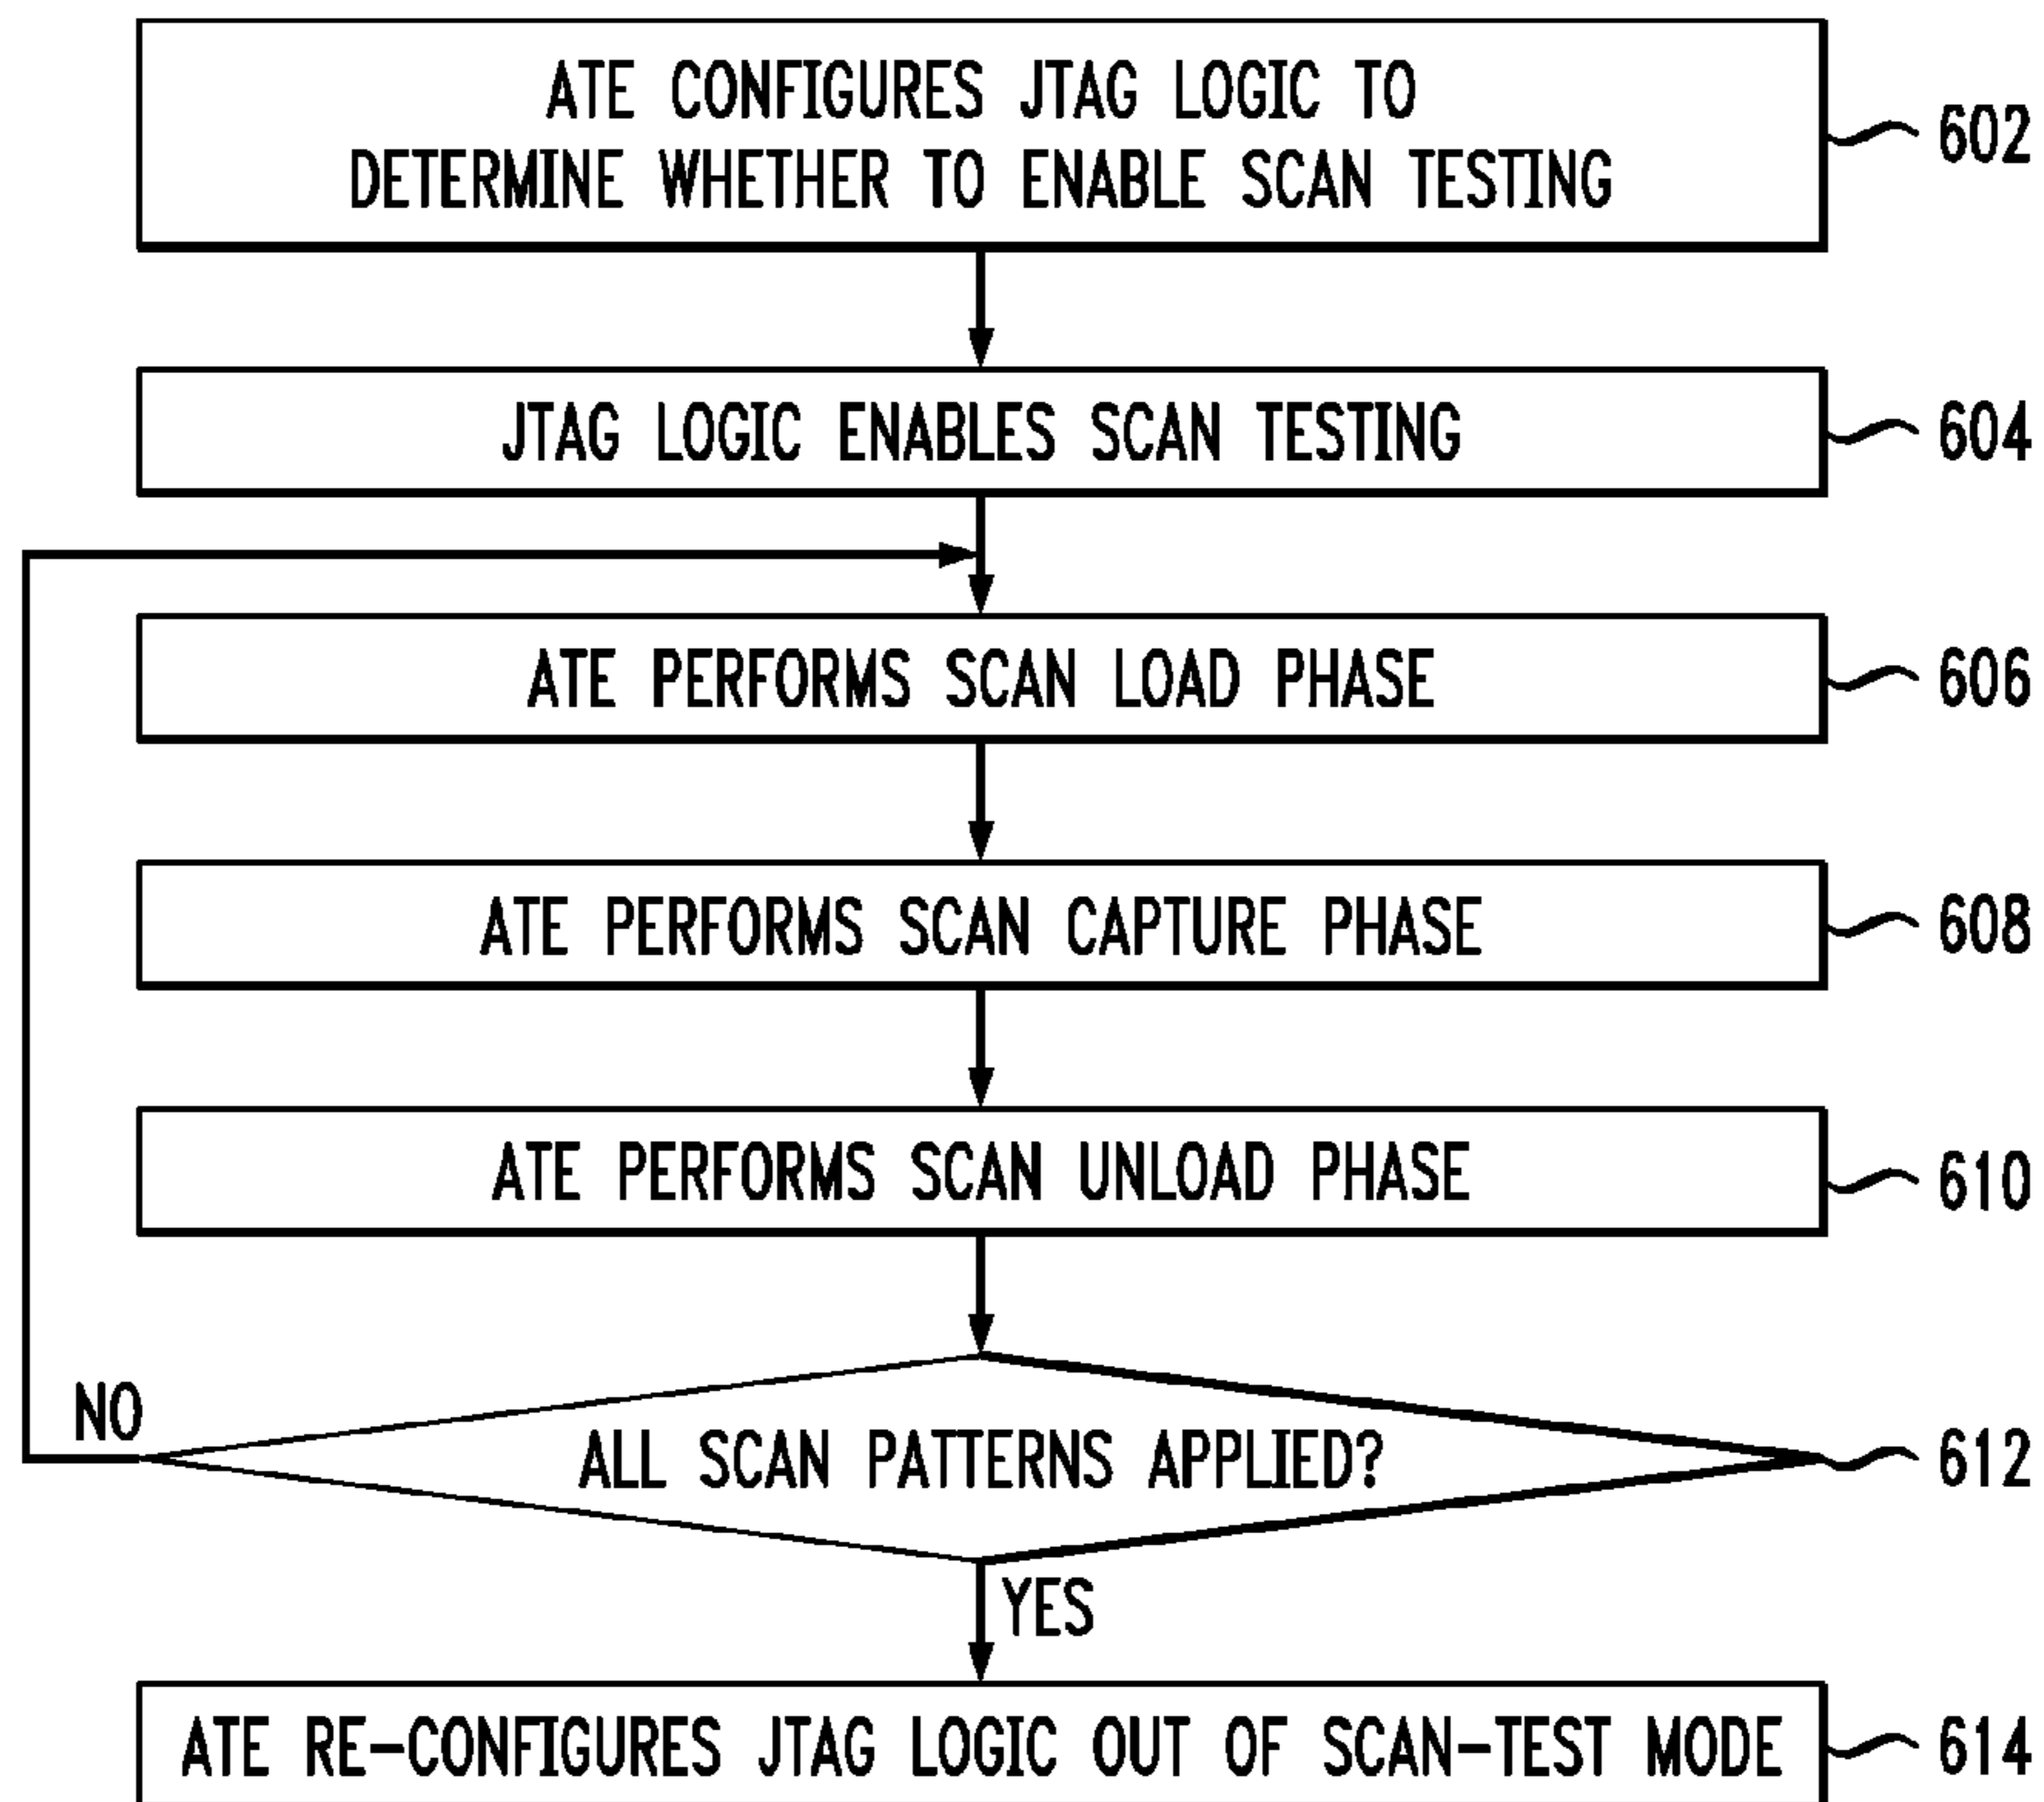 ATE CONFIGURES JTAG LOGIC TO
DETERMINE WHETHER TO ENABLE SCAN TESTING
602
JTAG LOGIC ENABLES SCAN TESTING
604
ATE PERFORMS SCAN LOAD PHASE
606
ATE PERFORMS SCAN CAPTURE PHASE
608
ATE PERFORMS SCAN UNLOAD PHASE
610
NO
ALL SCAN PATTERNS APPLIED?
612
YES
ATE RE-CONFIGURES JTAG LOGIC OUT OF SCAN-TEST MODE
614